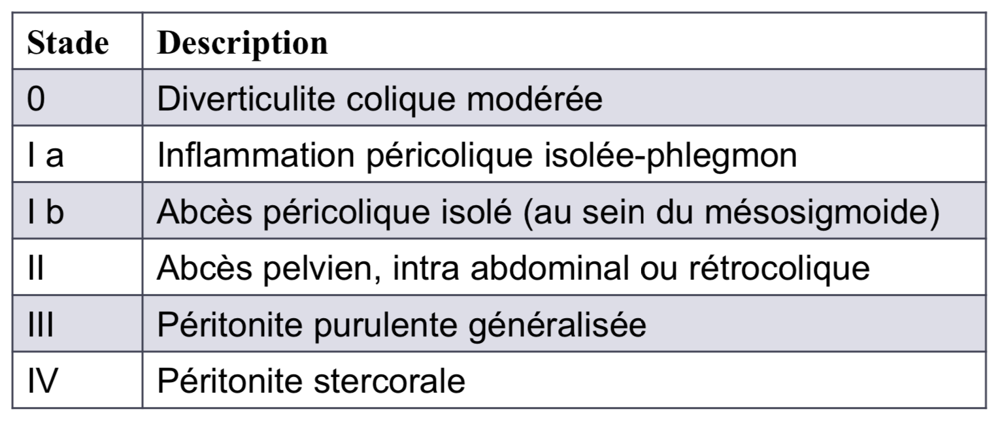 Stade Description
0 Diverticulite colique modérée
I a Inflammation péricolique isolée-phlegmon
I b Abcès péricolique isolé (au sein du mésosigmoide)
II Abcès pelvien, intra abdominal ou rétrocolique
III Péritonite purulente généralisée
IV Péritonite stercorale